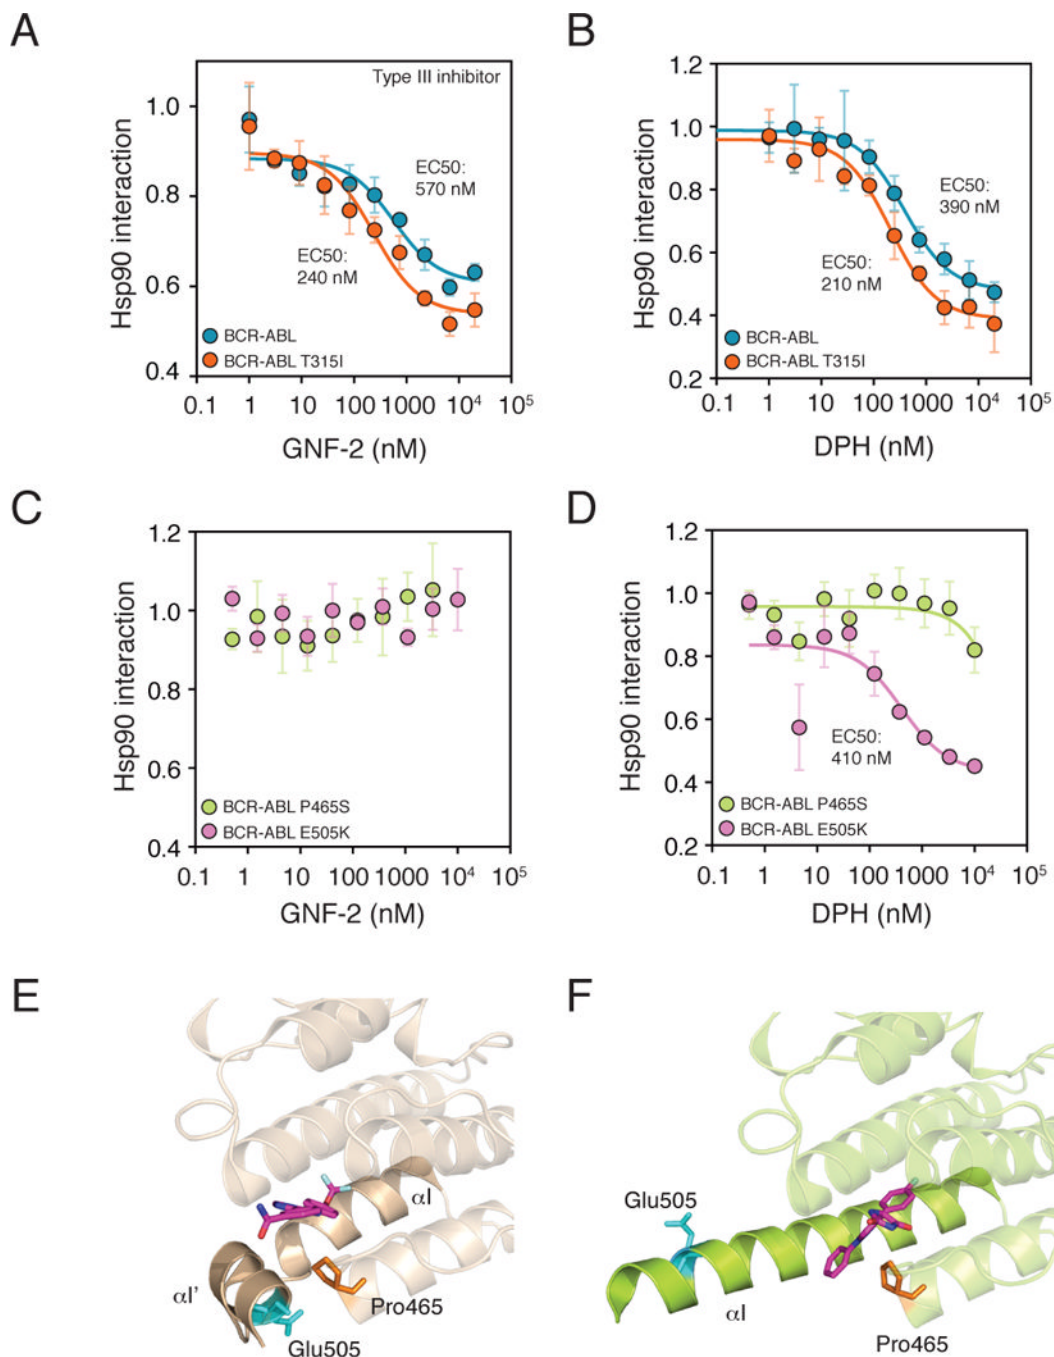 A
Type III inhibitor
Hsp90 interaction
1.0
0.8
0.6
0.4
EC50:
570 nM
EC50:
240 nM
BCR-ABL
BCR-ABL T315I
0.1 1 10 100 1000 10⁴ 10⁵
GNF-2 (nM)
B
Hsp90 interaction
1.2
1.0
0.8
0.6
0.4
0.2
EC50:
390 nM
EC50:
210 nM
BCR-ABL
BCR-ABL T315I
0.1 1 10 100 1000 10⁴ 10⁵
DPH (nM)
C
Hsp90 interaction
1.2
1.0
0.8
0.6
0.4
BCR-ABL P465S
BCR-ABL E505K
0.1 1 10 100 1000 10⁴ 10⁵
GNF-2 (nM)
D
Hsp90 interaction
1.2
1.0
0.8
0.6
0.4
0.2
EC50:
410 nM
BCR-ABL P465S
BCR-ABL E505K
0.1 1 10 100 1000 10⁴ 10⁵
DPH (nM)
E
αI
αI'
Pro465
Glu505
F
Glu505
αI
Pro465